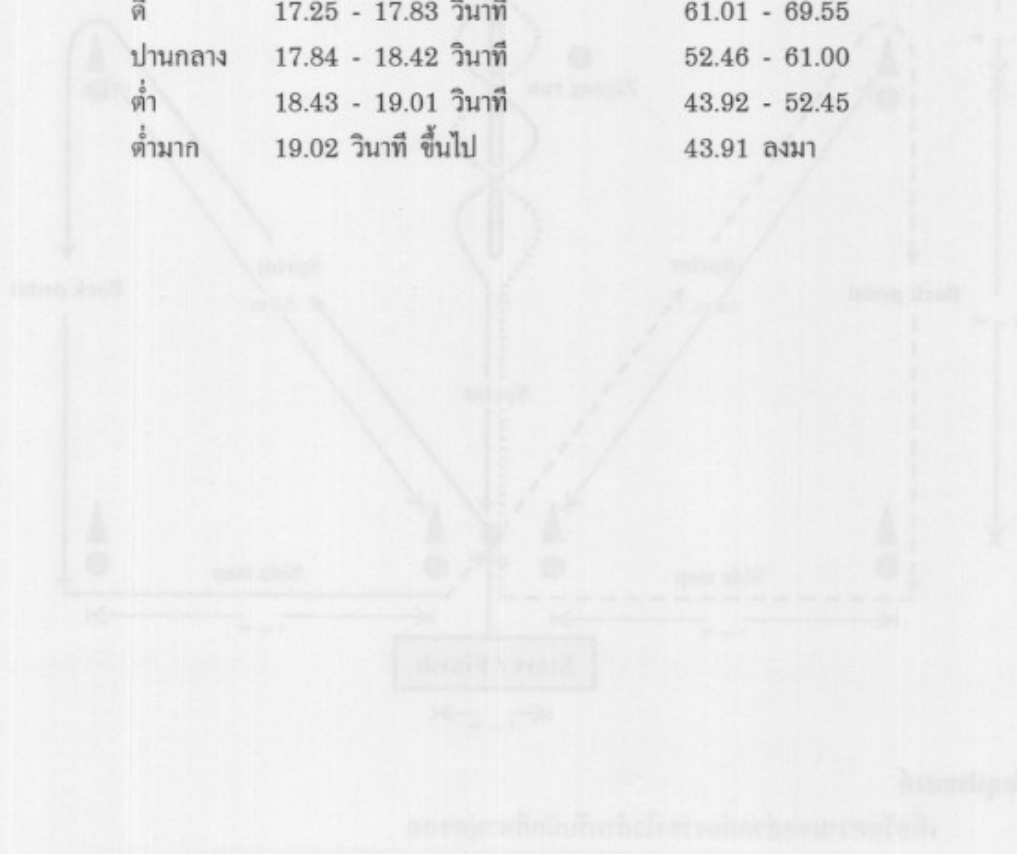 ดี 17.25 - 17.83 วินาที 61.01 - 69.55
ปานกลาง 17.84 - 18.42 วินาที 52.46 - 61.00
ต่ำ 18.43 - 19.01 วินาที 43.92 - 52.45
ต่ำมาก 19.02 วินาที ขึ้นไป 43.91 ลงมา
Zigzag run
Sprint
Sprint
Back pedal
Back pedal
Sprint
Side step
Side step
Start / Finish